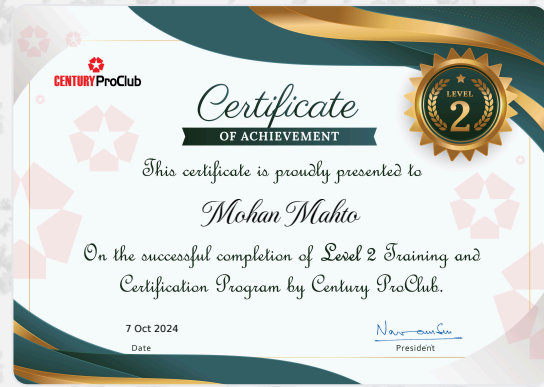 CENTURY ProClub
Certificate
OF ACHIEVEMENT
LEVEL
2
This certificate is proudly presented to
Mohan Mahto
On the successful completion of Level 2 Training and
Certification Program by Century ProClub.
7 Oct 2024
Date
President